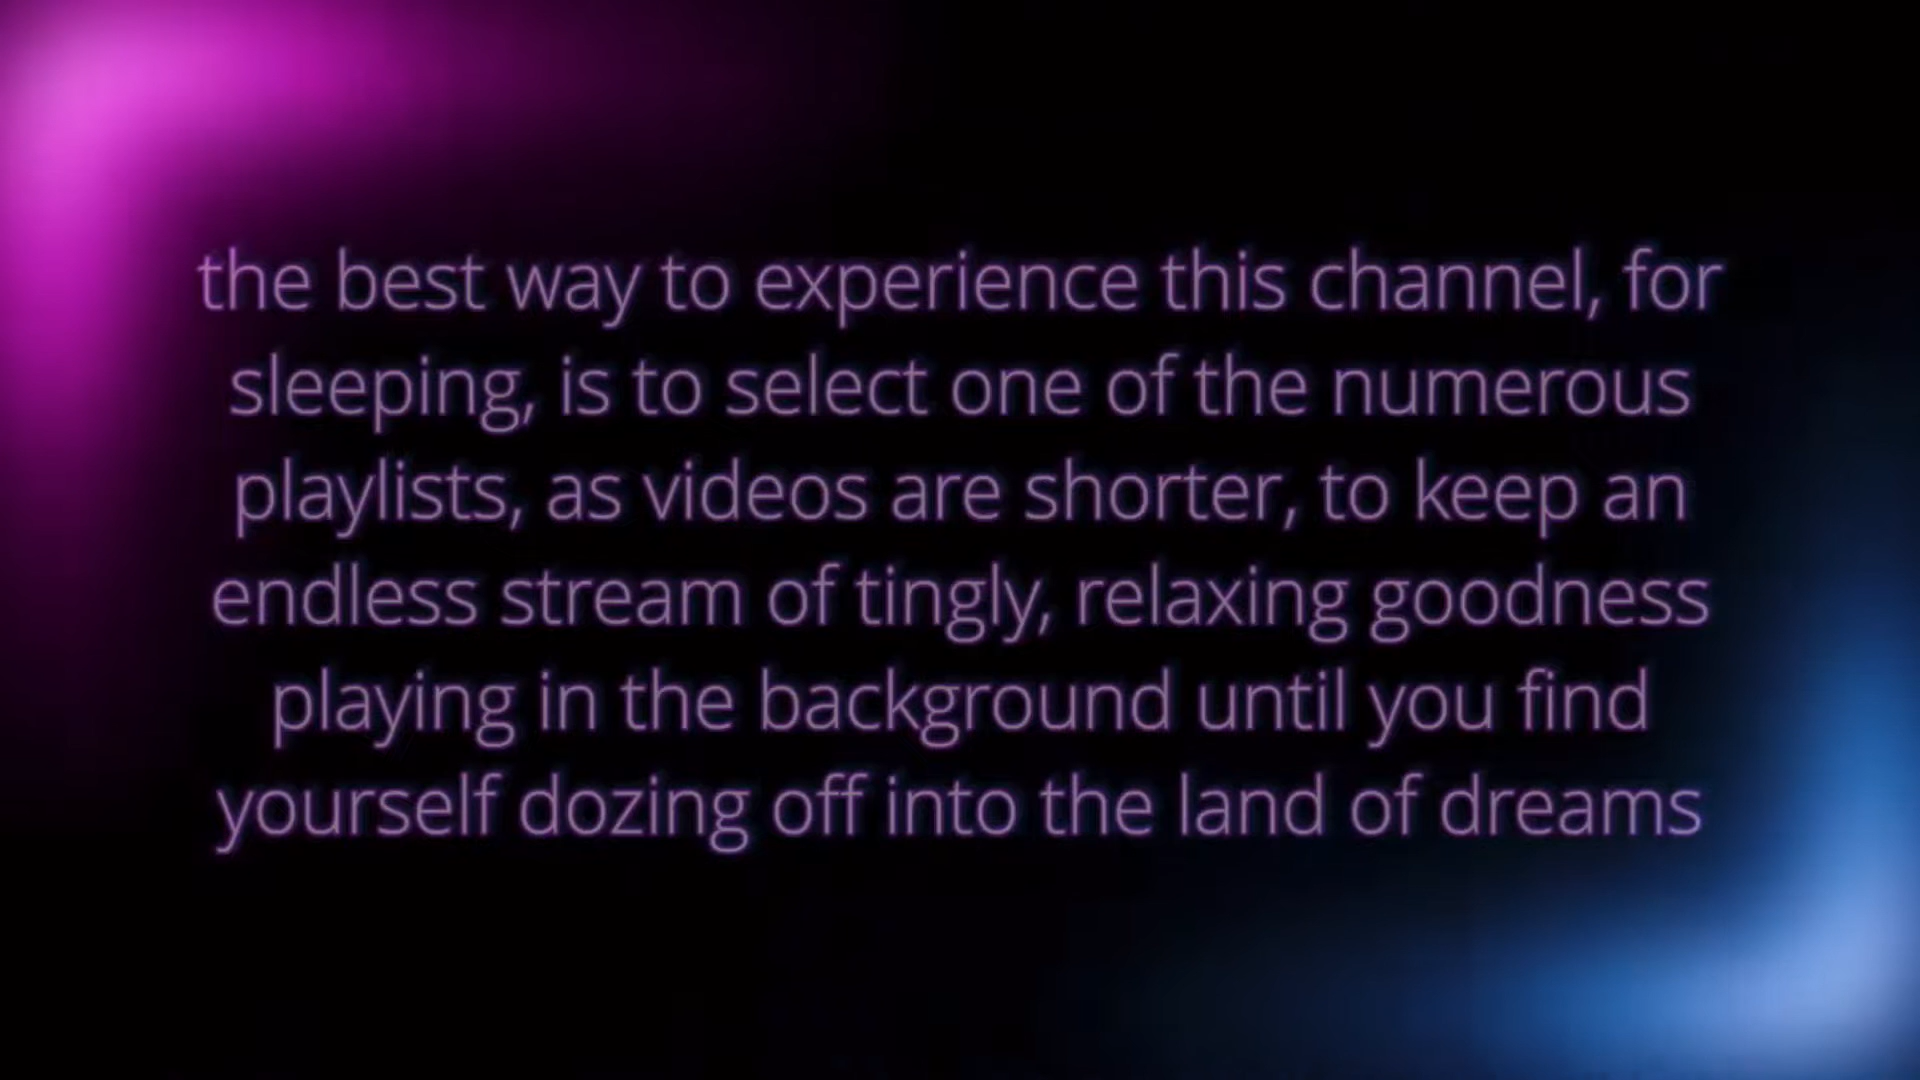 the best way to experience this channel, for
sleeping, is to select one of the numerous
playlists, as videos are shorter, to keep an
endless stream of tingly, relaxing goodness
playing in the background until you find
yourself dozing off into the land of dreams